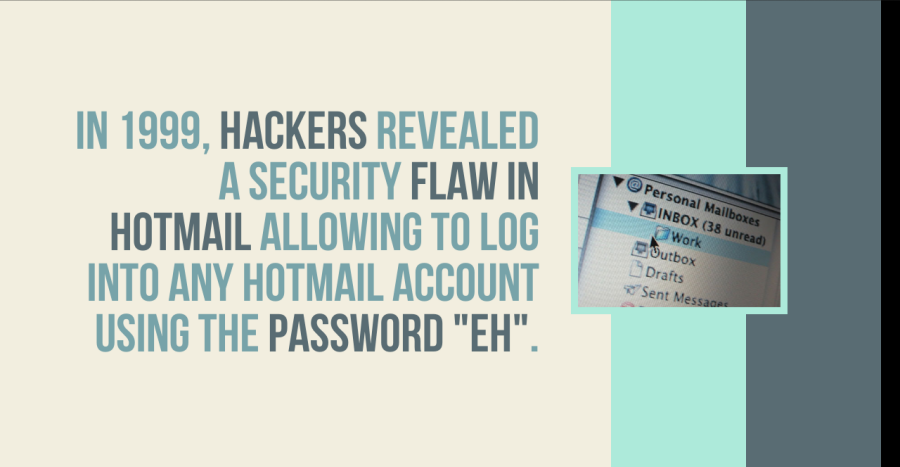 IN 1999, HACKERS REVEALED
A SECURITY FLAW IN
HOTMAIL ALLOWING TO LOG
INTO ANY HOTMAIL ACCOUNT
USING THE PASSWORD "EH".
Personal Mailboxes
INBOX (38 unread)
Work
Outbox
Drafts
Sent Messages